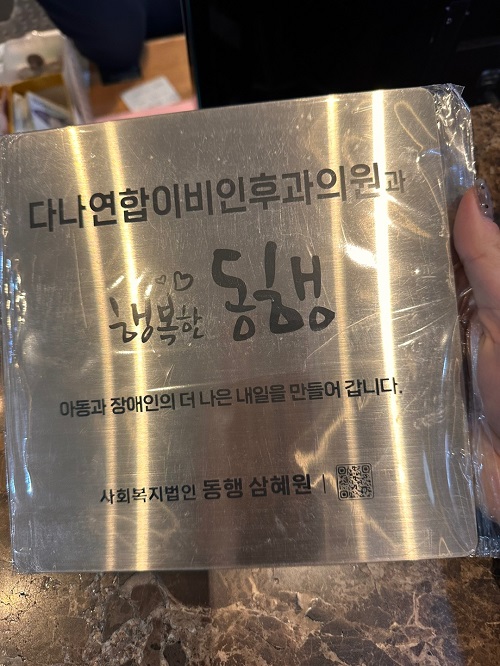 다나연합이비인후과의원과
행복한 동행
아동과 장애인의 더 나은 내일을 만들어 갑니다.
사회복지법인 동행 삼혜원 |